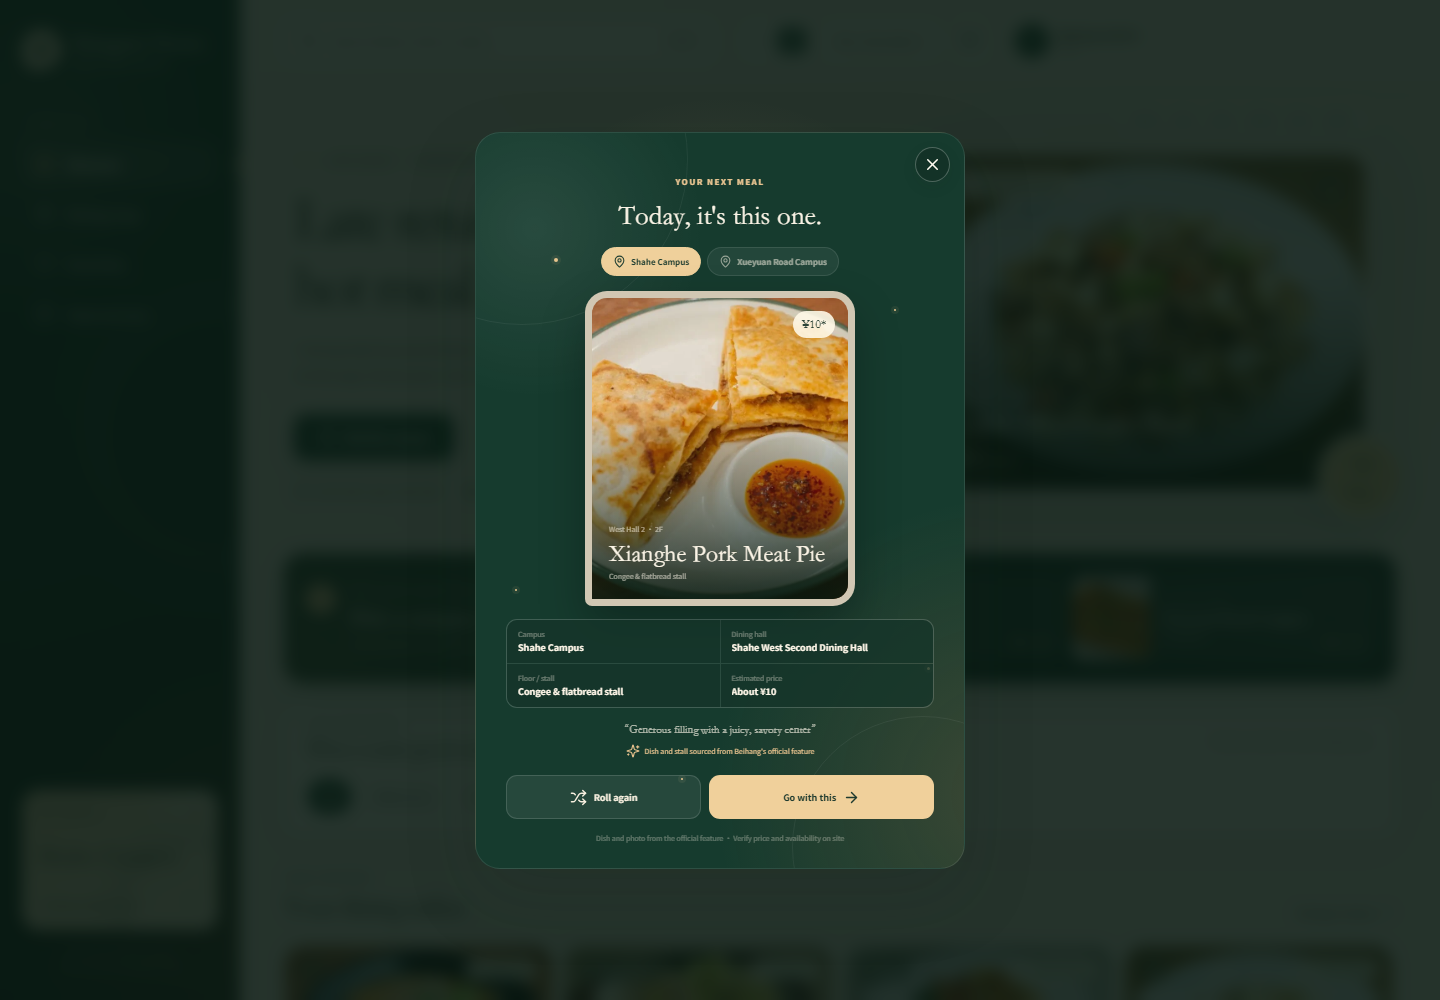 YOUR NEXT MEAL
Today, it's this one.
Shahe Campus
Xueyuan Road Campus
¥10*
West Hall 2 • 2F
Xianghe Pork Meat Pie
Congee & flatbread stall
Campus
Shahe Campus
Dining hall
Shahe West Second Dining Hall
Floor / stall
Congee & flatbread stall
Estimated price
About ¥10
“Generous filling with a juicy, savory center”
Dish and stall sourced from Beihang's official feature
Roll again
Go with this
Dish and photo from the official feature • Verify price and availability on site